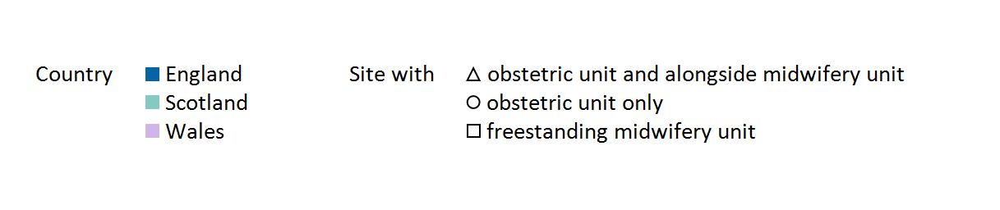 Country England Site with obstetric unit and alongside midwifery unit
Scotland obstetric unit only
Wales freestanding midwifery unit